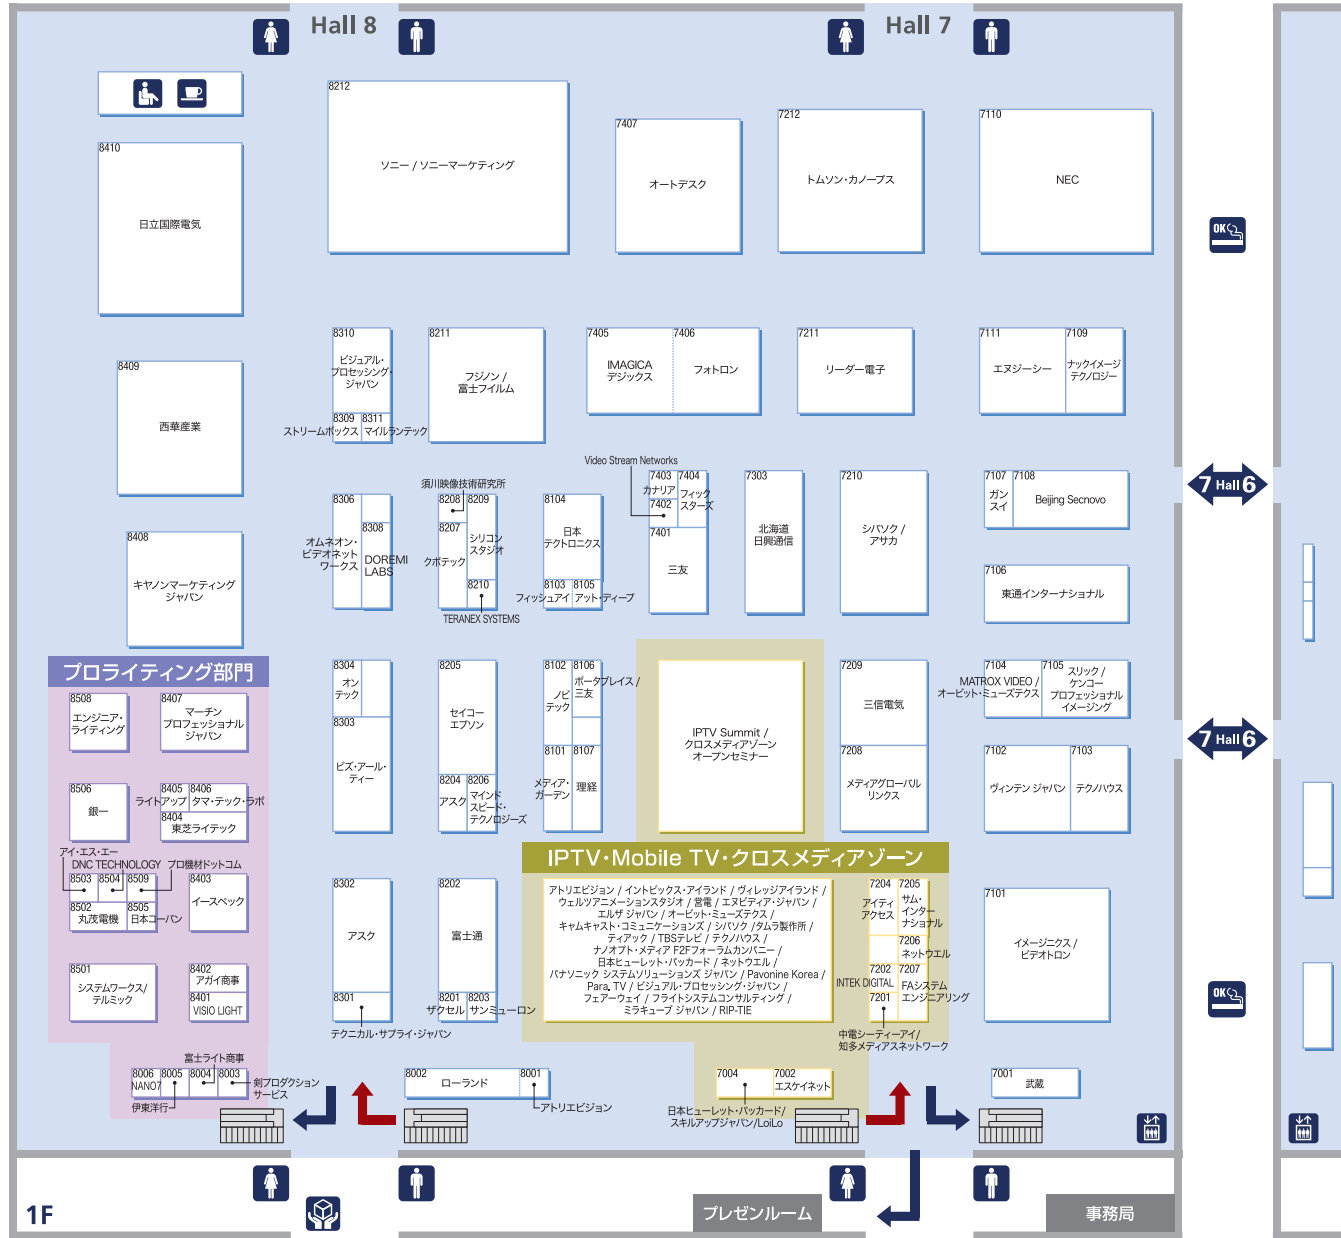 Hall 8
Hall 7
8212
ソニー / ソニーマーケティング
7407
オートデスク
7212
トムソン・カノープス
7110
NEC
8410
日立国際電気
OK
8310
ビジュアル・
プロセッシング・
ジャパン
8309
ストリームボックス
8311
マイルランテック
8211
フジノン /
富士フイルム
7405
IMAGICA
デジックス
7406
フォトロン
7211
リーダー電子
7111
エヌジーシー
7109
ナックイメージ
テクノロジー
8409
西華産業
Video Stream Networks
須川映像技術研究所
8306
オムネオン・
ビデオネット
ワークス
8308
DOREMI
LABS
8208
8209
シリコン
スタジオ
8207
クボテック
8210
TERANEX SYSTEMS
8104
日本
テクトロニクス
8103
フィッシュアイ
8105
アット・ディープ
7403
カナリア
7404
フィック
スターズ
7402
7401
三友
7303
北海道
日興通信
7210
シバソク /
アサカ
7107
ガン
スイ
7108
Beijing Secnovo
7 Hall 6
8408
キヤノンマーケティング
ジャパン
7106
東通インターナショナル
プロライティング部門
8508
エンジニア・
ライティング
8407
マーチン
プロフェッショナル
ジャパン
8304
オン
テック
8303
ビズ・アール・
ティー
8205
セイコー
エプソン
8204
アスク
8206
マインド
スピード・
テクノロジーズ
8102
ノビ
テック
8106
ポータプレイス /
三友
8101
メディア・
ガーデン
8107
理経
IPTV Summit /
クロスメディアゾーン
オープンセミナー
7209
三信電気
7208
メディアグローバル
リンクス
7104
MATROX VIDEO /
オービット・ミューズテクス
7105
スリック /
ケンコー
プロフェッショナル
イメージング
7102
ヴィンテン ジャパン
7103
テクノハウス
7 Hall 6
8506
銀一
8405
ライトアップ
8406
タマ・テック・ラボ
8404
東芝ライテック
アイ・エス・エー
DNC TECHNOLOGY
プロ機材ドットコム
8503
8504
8509
8502
丸茂電機
8505
日本コーバン
8403
イースペック
8501
システムワークス/
テルミック
8402
アガイ商事
8401
VISIO LIGHT
8302
アスク
8301
テクニカル・サプライ・ジャパン
8202
富士通
8201
ザクセル
8203
サンミューロン
IPTV・Mobile TV・クロスメディアゾーン
アトリエビジョン / イントピックス・アイランド / ヴィレッジアイランド /
ウェルツアニメーションスタジオ / 営電 / エヌビディア・ジャパン /
エルザ ジャパン / オービット・ミューズテクス /
キャムキャスト・コミュニケーションズ / シバソク /タムラ製作所 /
ティアック / TBSテレビ / テクノハウス /
ナノオプト・メディア F2Fフォーラムカンパニー /
日本ヒューレット・パッカード / ネットウエル /
パナソニック システムソリューションズ ジャパン / Pavonine Korea /
Para. TV / ビジュアル・プロセッシング・ジャパン /
フェアーウェイ / フライトシステムコンサルティング /
ミラキューブ ジャパン / RIP-TIE
7204
アイティ
アクセス
7205
サム・
インター
ナショナル
7206
ネットウエル
7202
INTEK DIGITAL
7207
FAシステム
エンジニアリング
7201
中電シーティーアイ/
知多メディアスネットワーク
7101
イメージニクス /
ビデオトロン
OK
富士ライト商事
8006
NANO7
8005
8004
8003
剣プロダクション
サービス
伊東洋行
8002
ローランド
8001
アトリエビジョン
7004
7002
エスケイネット
日本ヒューレット・パッカード/
スキルアップジャパン/LoiLo
7001
武蔵
1F
プレゼンルーム
事務局